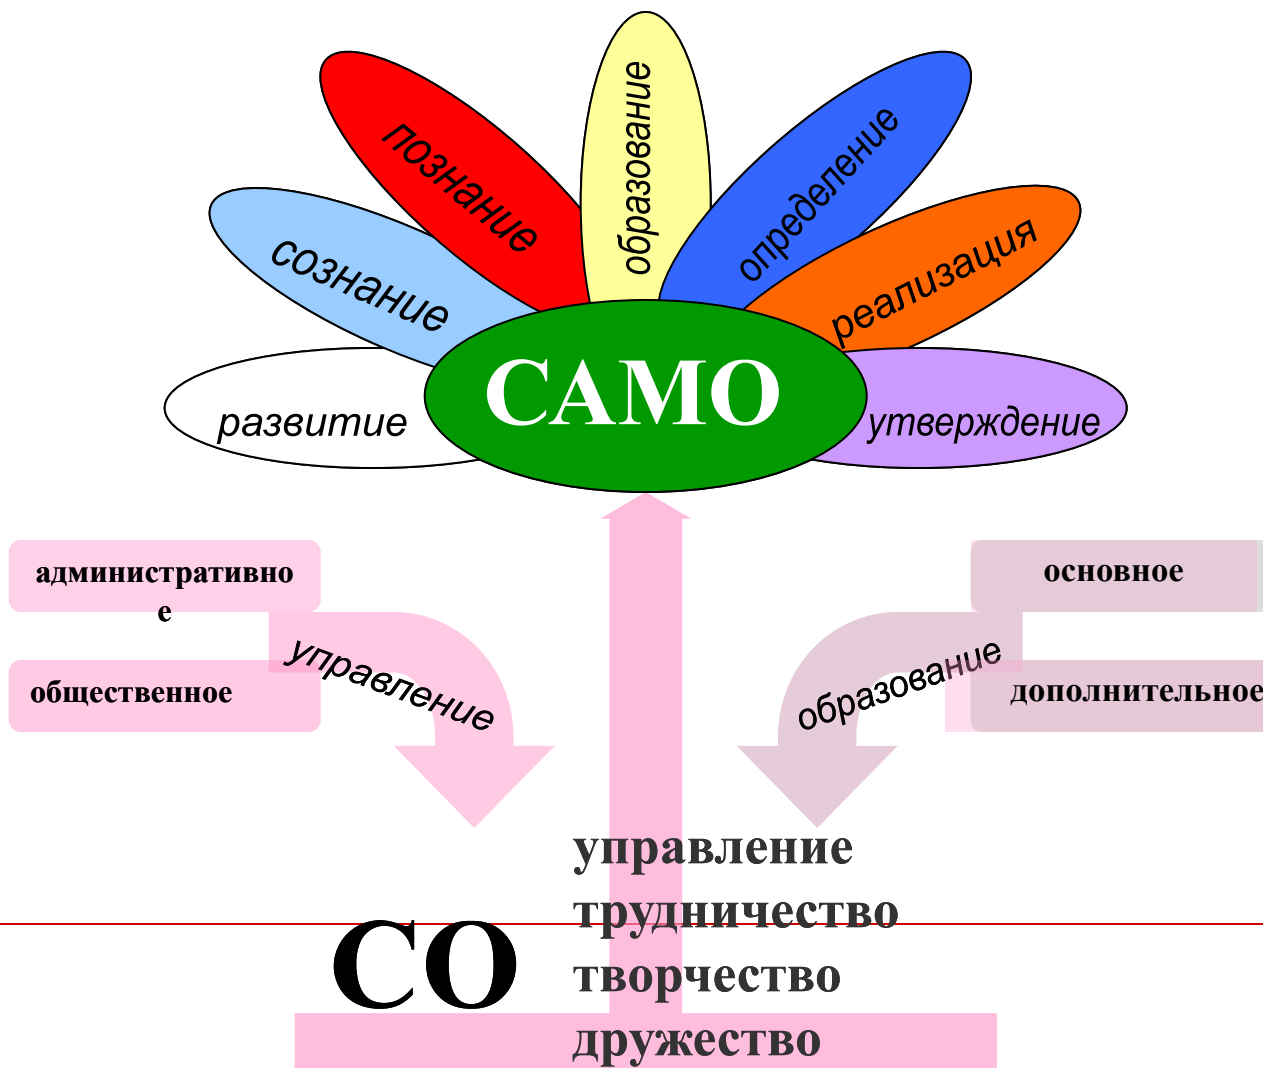 образование
познание
определение
сознание
реализация
САМО
развитие
утверждение
административно
е
основное
управление
образование
общественное
дополнительное
управление
трудничество
СО
творчество
дружество